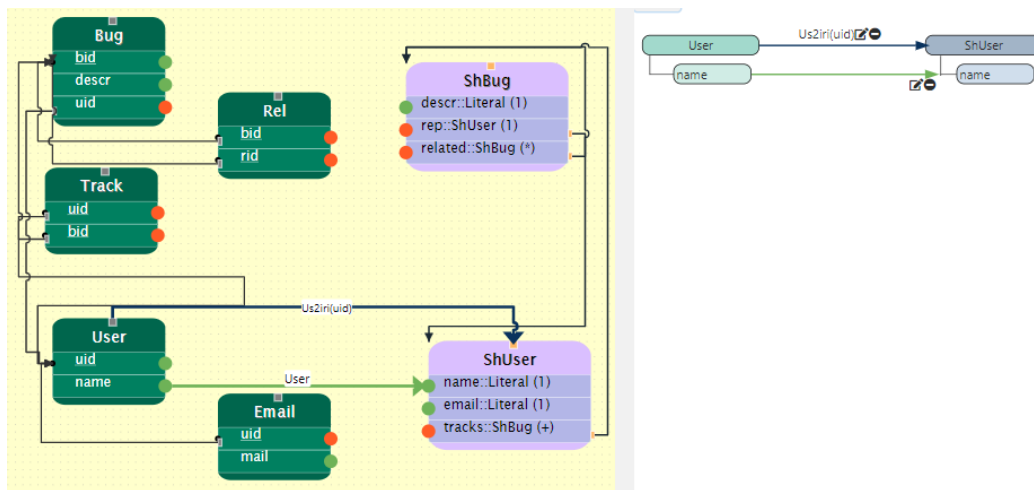 Bug
bid
descr
uid
Rel
bid
rid
Track
uid
bid
ShBug
descr::Literal (1)
rep::ShUser (1)
related::ShBug (*)
Us2iri(uid)
User
uid
name
User
ShUser
name::Literal (1)
email::Literal (1)
tracks::ShBug (+)
Email
uid
mail
Us2iri(uid)
User
ShUser
name
name